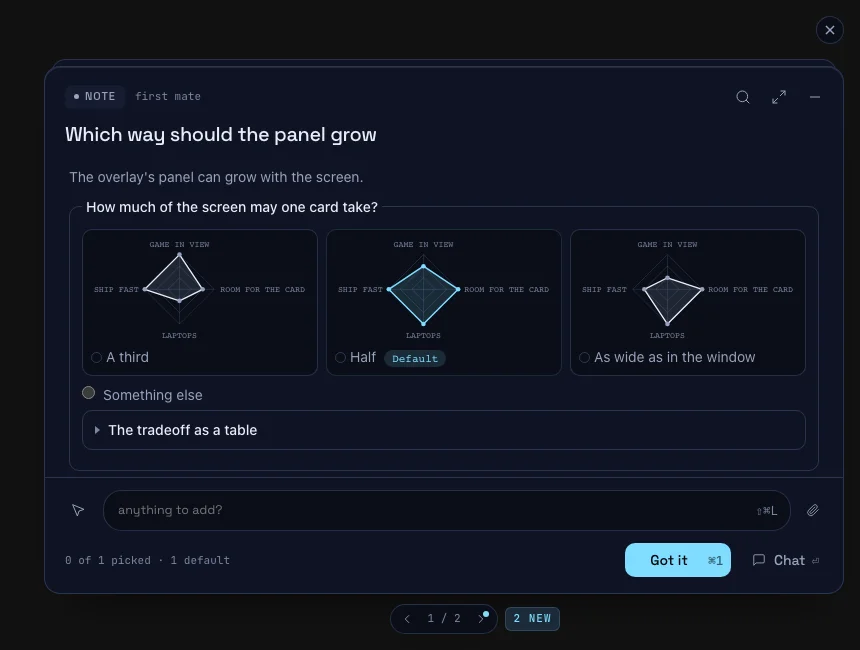 NOTE first mate
Which way should the panel grow
The overlay's panel can grow with the screen.
How much of the screen may one card take?
GAME IN VIEW
SHIP FAST
ROOM FOR THE CARD
LAPTOPS
A third
GAME IN VIEW
SHIP FAST
ROOM FOR THE CARD
LAPTOPS
Half Default
GAME IN VIEW
SHIP FAST
ROOM FOR THE CARD
LAPTOPS
As wide as in the window
Something else
The tradeoff as a table
anything to add? ⇧⌘L
0 of 1 picked · 1 default
Got it ⌘1
Chat ⏎
1 / 2
2 NEW